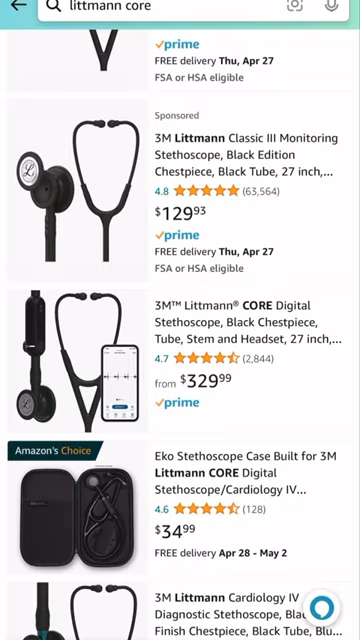 littmann core
prime
FREE delivery Thu, Apr 27
FSA or HSA eligible
Sponsored
3M Littmann Classic III Monitoring
Stethoscope, Black Edition
Chestpiece, Black Tube, 27 inch,...
4.8 (63,564)
$129 93
prime
FREE delivery Thu, Apr 27
FSA or HSA eligible
3M™ Littmann® CORE Digital
Stethoscope, Black Chestpiece,
Tube, Stem and Headset, 27 inch,...
4.7 (2,844)
from $329 99
prime
Amazon's Choice
Eko Stethoscope Case Built for 3M
Littmann CORE Digital
Stethoscope/Cardiology IV...
4.6 (128)
$34 99
FREE delivery Apr 28 - May 2
3M Littmann Cardiology IV
Diagnostic Stethoscope, Bla
Finish Chestpiece, Black Tube, Blu...